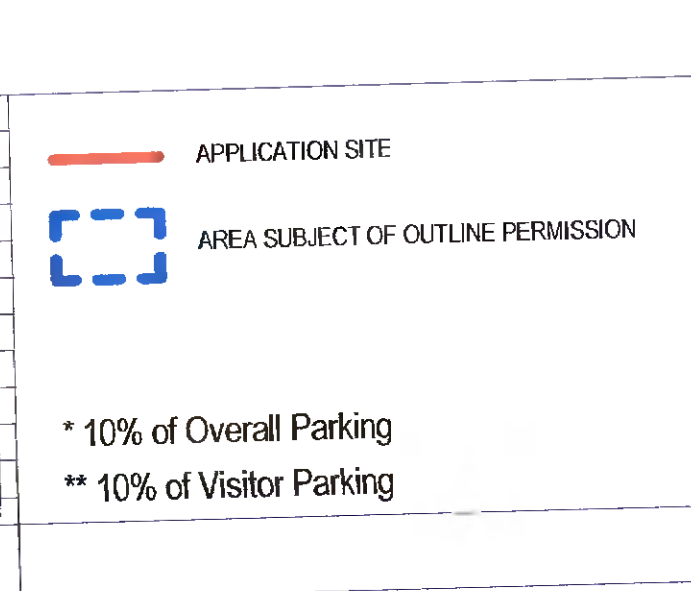 APPLICATION SITE
AREA SUBJECT OF OUTLINE PERMISSION
* 10% of Overall Parking
** 10% of Visitor Parking